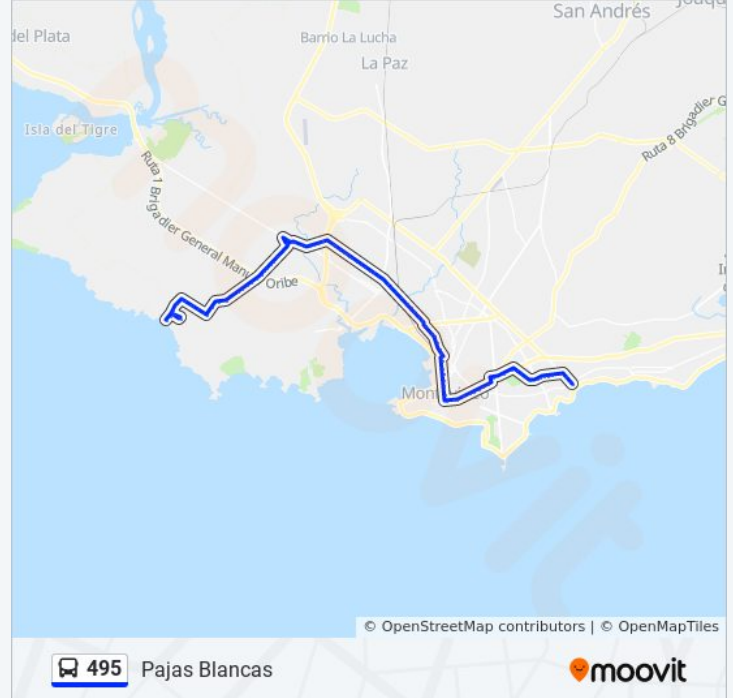 San Andrés
del Plata
Barrio La Lucha
La Paz
Isla del Tigre
Ruta 8 Brigadier G
Ruta 1 Brigadier General Manuel Oribe
Montevideo
© OpenStreetMap contributors | © OpenMapTiles
495 Pajas Blancas
moovit